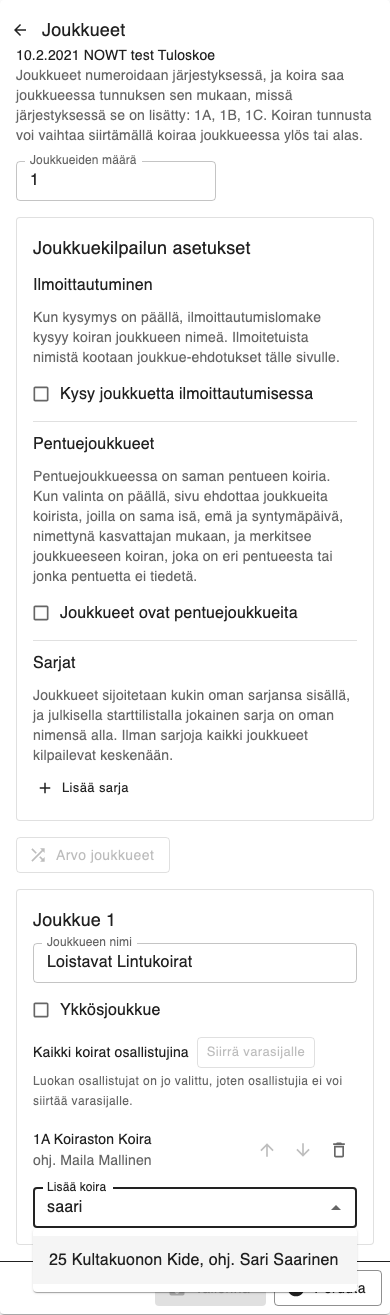 Joukkueet
10.2.2021 NOWT test Tuloskoe
Joukkueet numeroidaan järjestyksessä, ja koira saa
joukkueessa tunnuksen sen mukaan, missä
järjestyksessä se on lisätty: 1A, 1B, 1C. Koiran tunnusta
voi vaihtaa siirtämällä koiraa joukkueessa ylös tai alas.
Joukkueiden määrä
1
Joukkuekilpailun asetukset
Ilmoittautuminen
Kun kysymys on päällä, ilmoittautumislomake
kysyy koiran joukkueen nimeä. Ilmoitetuista
nimistä kootaan joukkue-ehdotukset tälle sivulle.
Kysy joukkuetta ilmoittautumisessa
Pentuejoukkueet
Pentuejoukkueessa on saman pentueen koiria.
Kun valinta on päällä, sivu ehdottaa joukkueita
koirista, joilla on sama isä, emä ja syntymäpäivä,
nimettynä kasvattajan mukaan, ja merkitsee
joukkueeseen koiran, joka on eri pentueesta tai
jonka pentuetta ei tiedetä.
Joukkueet ovat pentuejoukkueita
Sarjat
Joukkueet sijoitetaan kukin oman sarjansa sisällä,
ja julkisella starttilistalla jokainen sarja on oman
nimensä alla. Ilman sarjoja kaikki joukkueet
kilpailevat keskenään.
Lisää sarja
Arvo joukkueet
Joukkue 1
Joukkueen nimi
Loistavat Lintukoirat
Ykkösjoukkue
Kaikki koirat osallistujina Siirrä varasijalle
Luokan osallistujat on jo valittu, joten osallistujia ei voi
siirtää varasijalle.
1A Koiraston Koira
ohj. Maila Mallinen
Lisää koira
saari
25 Kultakuonon Kide, ohj. Sari Saarinen